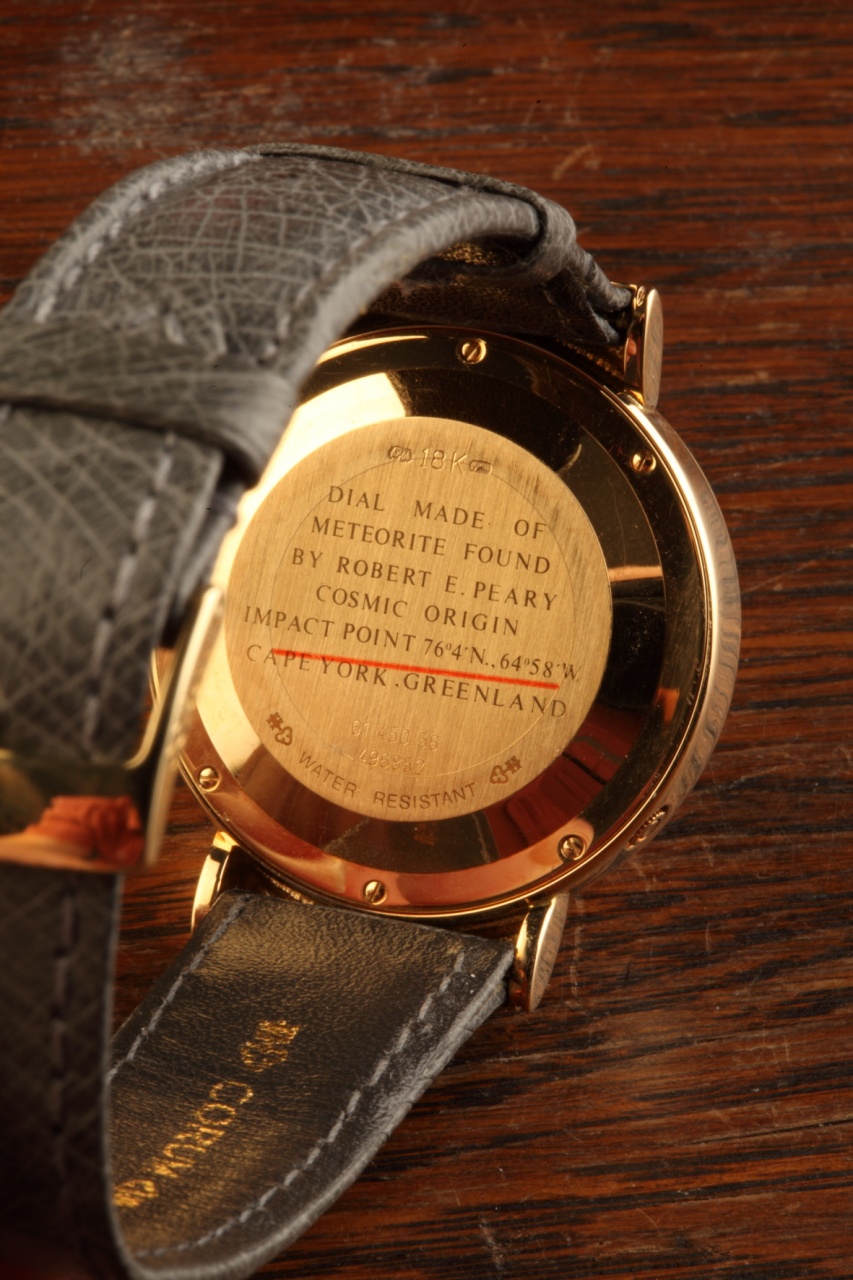 18K
DIAL MADE OF
METEORITE FOUND
BY ROBERT E. PEARY
COSMIC ORIGIN
IMPACT POINT 76°4'N., 64°58'W.
CAPE YORK, GREENLAND
WATER RESISTANT
CORUM